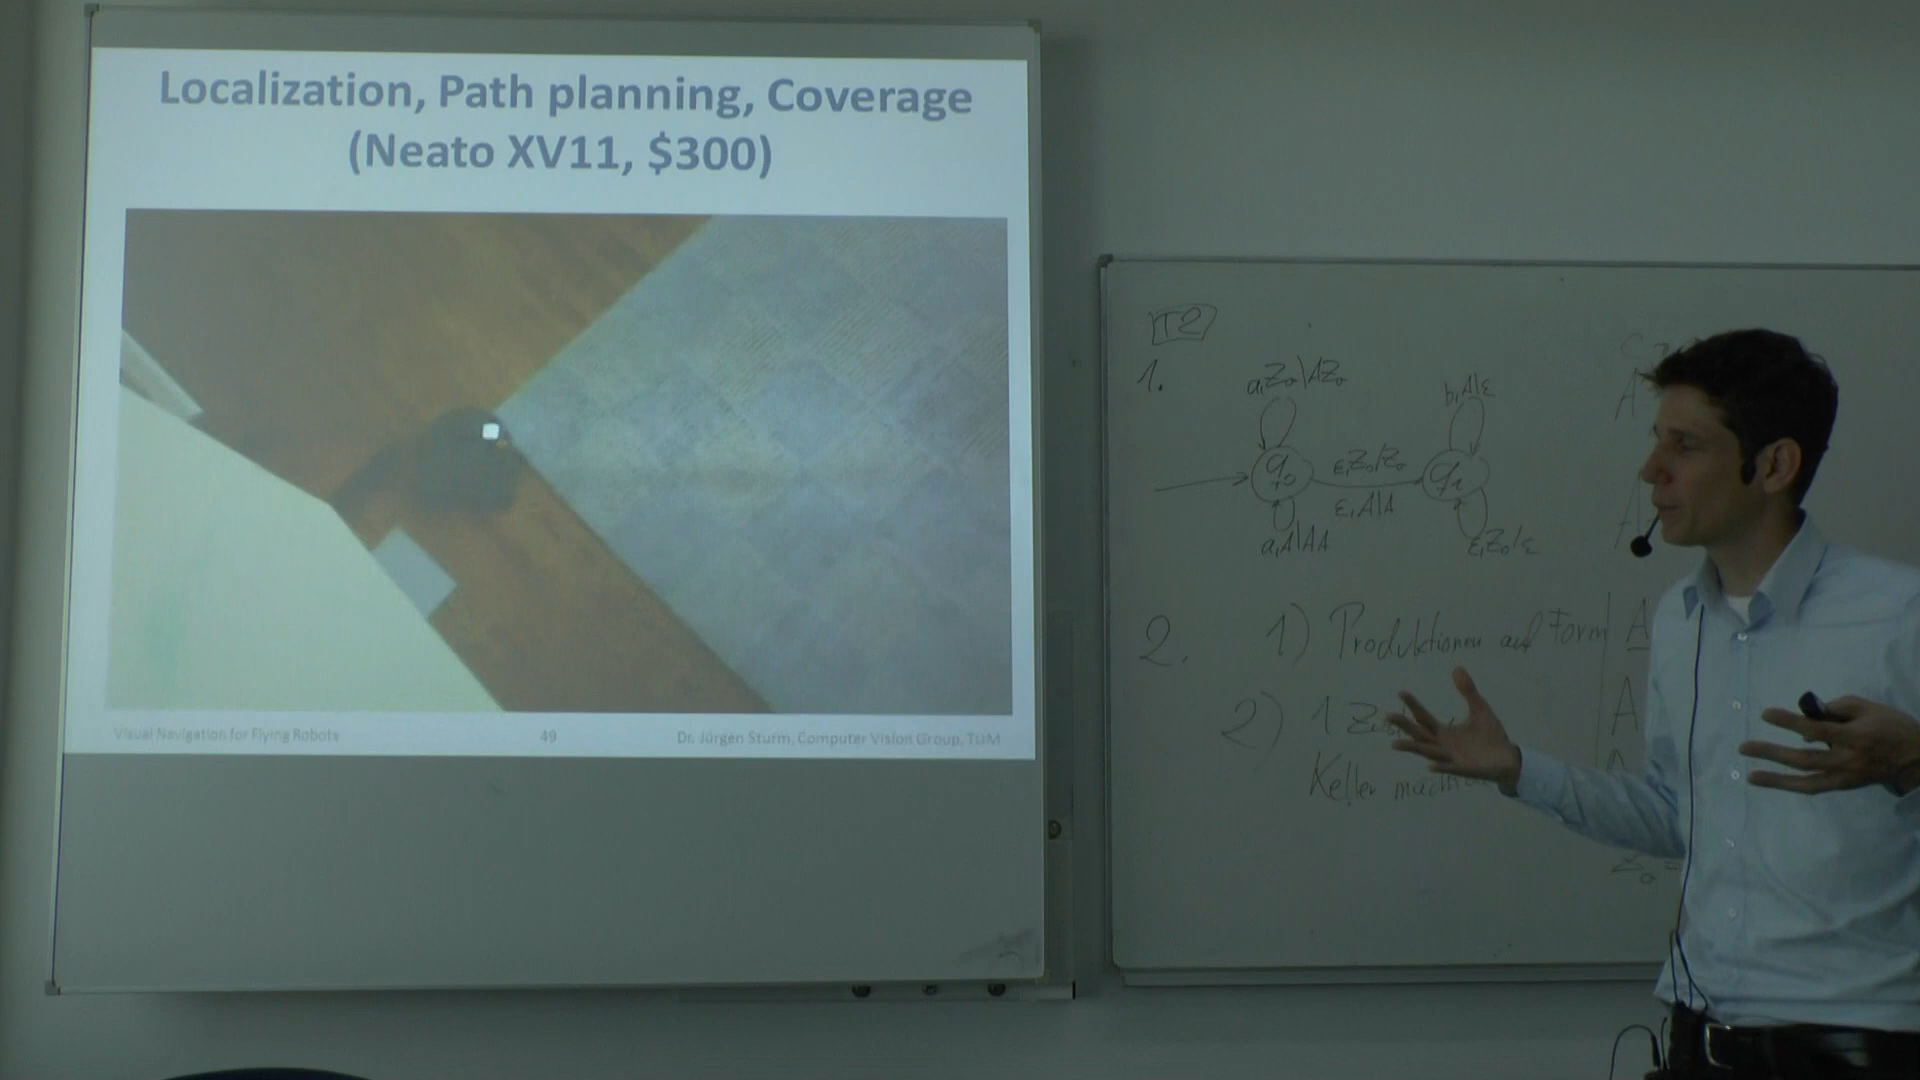 Localization, Path planning, Coverage
(Neato XV11, $300)
Visual Navigation for Flying Robots
49
Dr. Jürgen Sturm, Computer Vision Group, TUM
T2
1.
a,Z₀\AZ₀
b,A|ε
q₀
ε,Z₀/Z₀
q₁
ε,A|A
a,A\AA
ε,Z₀|ε
2.
1) Produktionen auf Form
A
2) 1
A
Keller